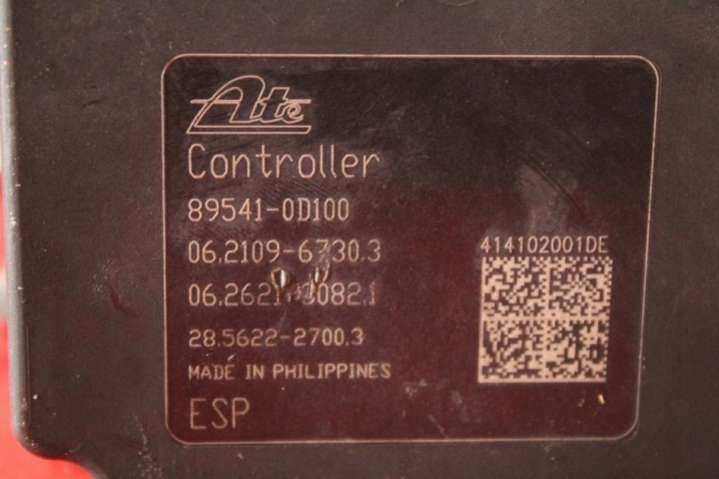 Ate
Controller
89541-0D100
06.2109-6730.3
28.5622-2700.3
MADE IN PHILIPPINES
ESP
414102001DE